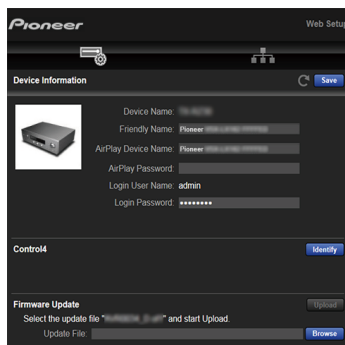 Pioneer
Web Setu
Device Information
Save
Device Name:
Friendly Name: Pioneer
AirPlay Device Name: Pioneer
AirPlay Password:
Login User Name: admin
Login Password: ••••••••
Control4
Identify
Firmware Update
Upload
Select the update file " " and start Upload.
Update File:
Browse